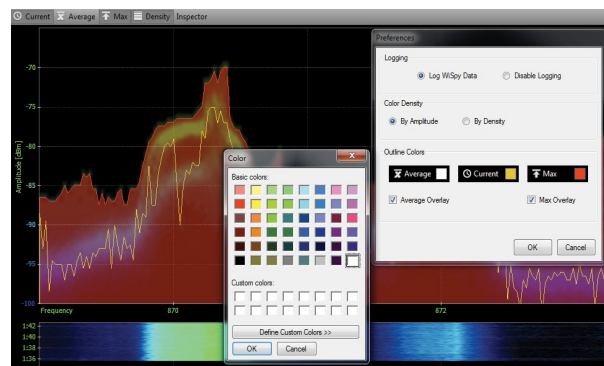 Current Average Max Density Inspector
Preferences
Logging
Log WiSpy Data Disable Logging
Color Density
By Amplitude By Density
Outline Colors
Average Current Max
Average Overlay Max Overlay
OK Cancel
Color
Basic colors:
Custom colors:
Define Custom Colors >>
OK Cancel
Amplitude [dBm]
-70
-75
-80
-85
-90
-95
-100
Frequency 870 872
1:42
1:40
1:38
1:36